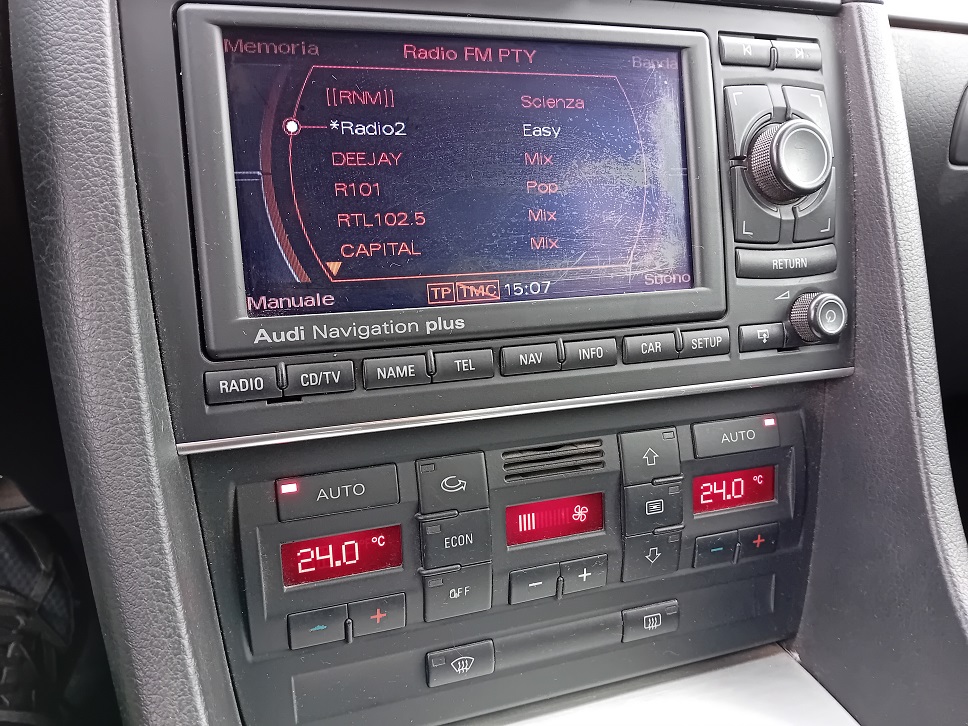 Memoria
Radio FM PTY
Banda
[[RNM]] Scienza
*Radio2 Easy
DEEJAY Mix
R101 Pop
RTL102.5 Mix
CAPITAL Mix
Manuale
TP TMC 15:07
Suono
Audi Navigation plus
RETURN
RADIO CD/TV NAME TEL NAV INFO CAR SETUP
AUTO
AUTO
24.0 °C
ECON
24.0 °C
OFF